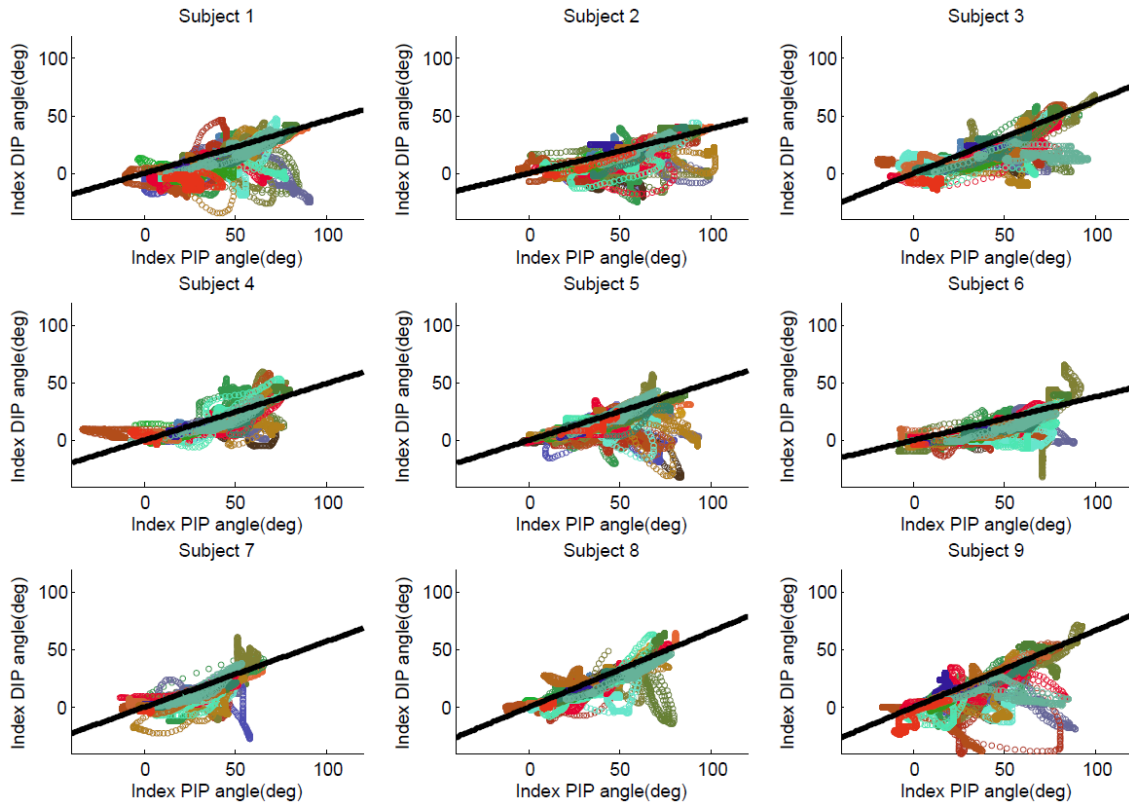 Subject 1
Subject 2
Subject 3
Index DIP angle(deg)
100
50
0
0
50
100
Index PIP angle(deg)
Index DIP angle(deg)
100
50
0
0
50
100
Index PIP angle(deg)
Index DIP angle(deg)
100
50
0
0
50
100
Index PIP angle(deg)
Subject 4
Subject 5
Subject 6
Index DIP angle(deg)
100
50
0
0
50
100
Index PIP angle(deg)
Index DIP angle(deg)
100
50
0
0
50
100
Index PIP angle(deg)
Index DIP angle(deg)
100
50
0
0
50
100
Index PIP angle(deg)
Subject 7
Subject 8
Subject 9
Index DIP angle(deg)
100
50
0
0
50
100
Index PIP angle(deg)
Index DIP angle(deg)
100
50
0
0
50
100
Index PIP angle(deg)
Index DIP angle(deg)
100
50
0
0
50
100
Index PIP angle(deg)